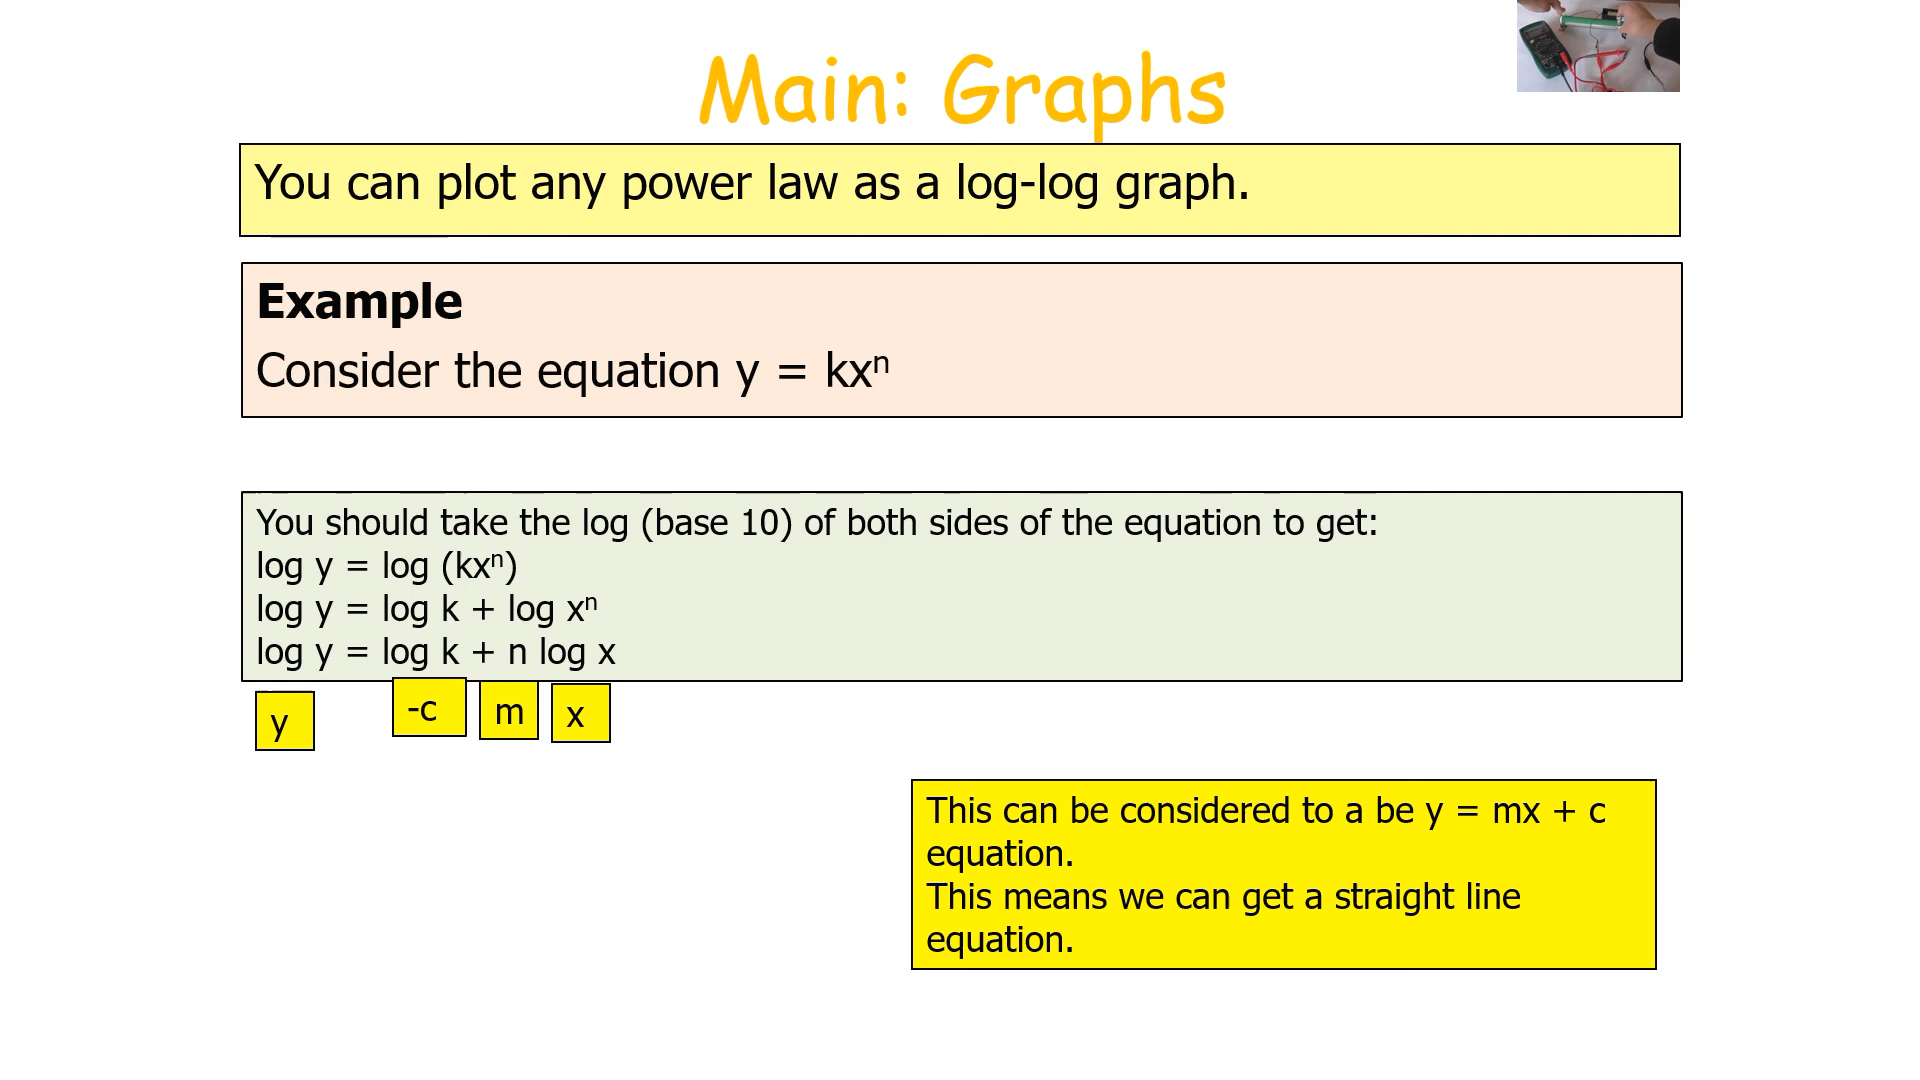 Main: Graphs
You can plot any power law as a log-log graph.
Example
Consider the equation y = kxⁿ
You should take the log (base 10) of both sides of the equation to get:
log y = log (kxⁿ)
log y = log k + log xⁿ
log y = log k + n log x
y -c m x
This can be considered to a be y = mx + c
equation.
This means we can get a straight line
equation.